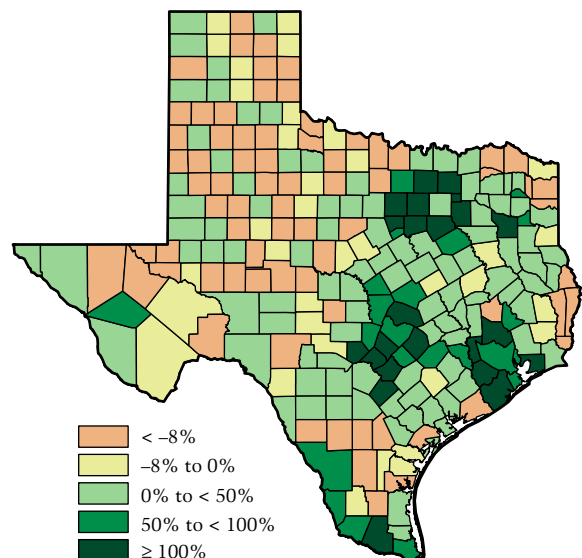 < –8%
–8% to 0%
0% to < 50%
50% to < 100%
≥ 100%